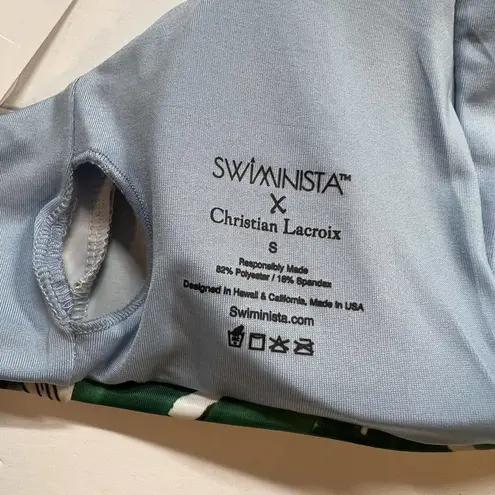 SWIMINISTA™
X
Christian Lacroix
S
Responsibly Made
82% Polyester / 18% Spandex
Designed in Hawaii & California, Made in USA
Swiminista.com